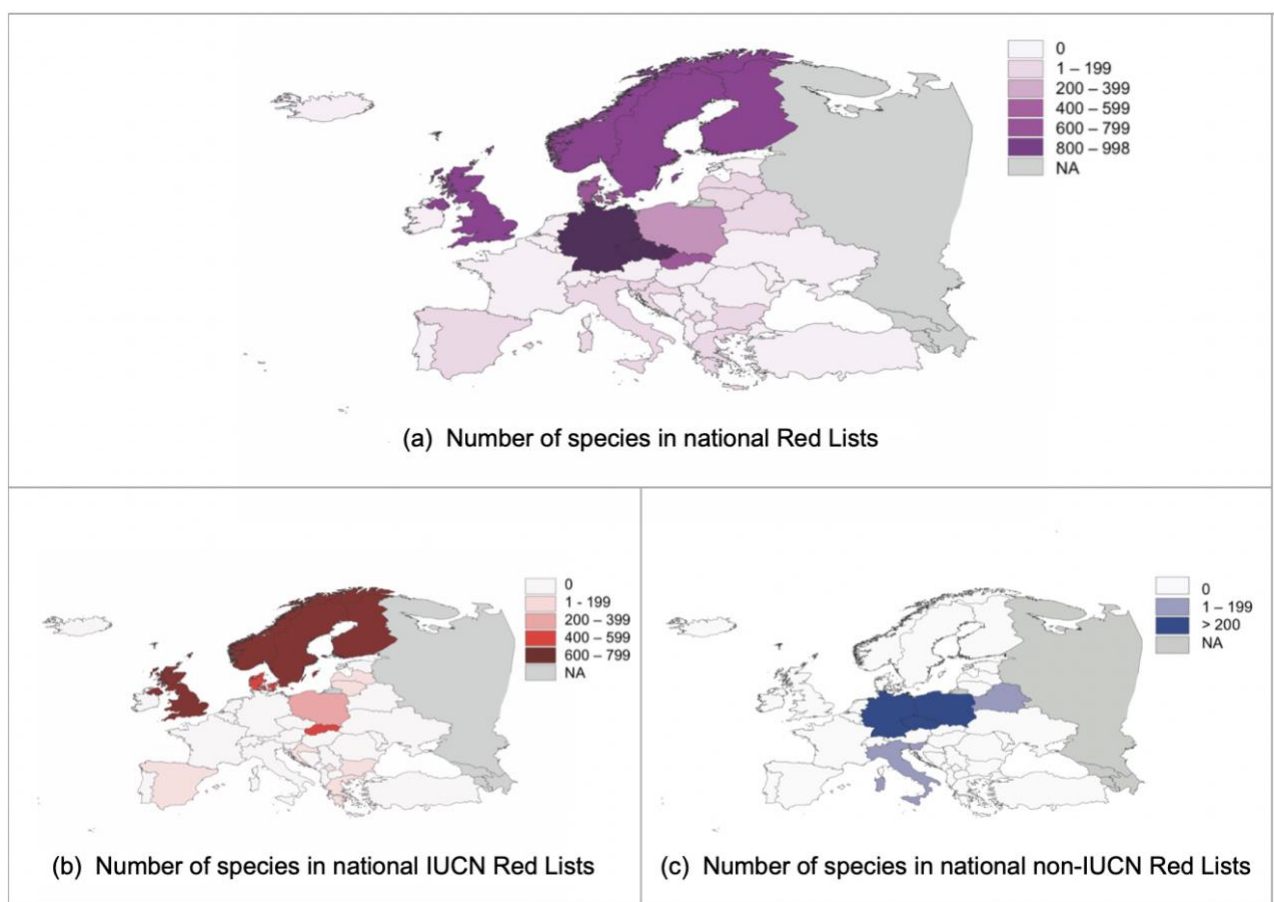 0
1 – 199
200 – 399
400 – 599
600 – 799
800 – 998
NA
(a) Number of species in national Red Lists
0
1 - 199
200 – 399
400 – 599
600 – 799
NA
(b) Number of species in national IUCN Red Lists
0
1 – 199
> 200
NA
(c) Number of species in national non-IUCN Red Lists